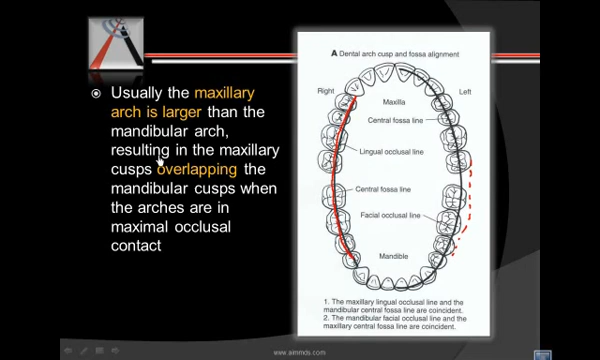 Usually the maxillary
arch is larger than the
mandibular arch,
resulting in the maxillary
cusps overlapping the
mandibular cusps when
the arches are in
maximal occlusal
contact
A Dental arch cusp and fossa alignment
Right
Left
Maxilla
Central fossa line
Lingual occlusal line
Central fossa line
Facial occlusal line
Mandible
1. The maxillary lingual occlusal line and the
mandibular central fossa line are coincident.
2. The mandibular facial occlusal line and the
maxillary central fossa line are coincident.
www.aimmds.com